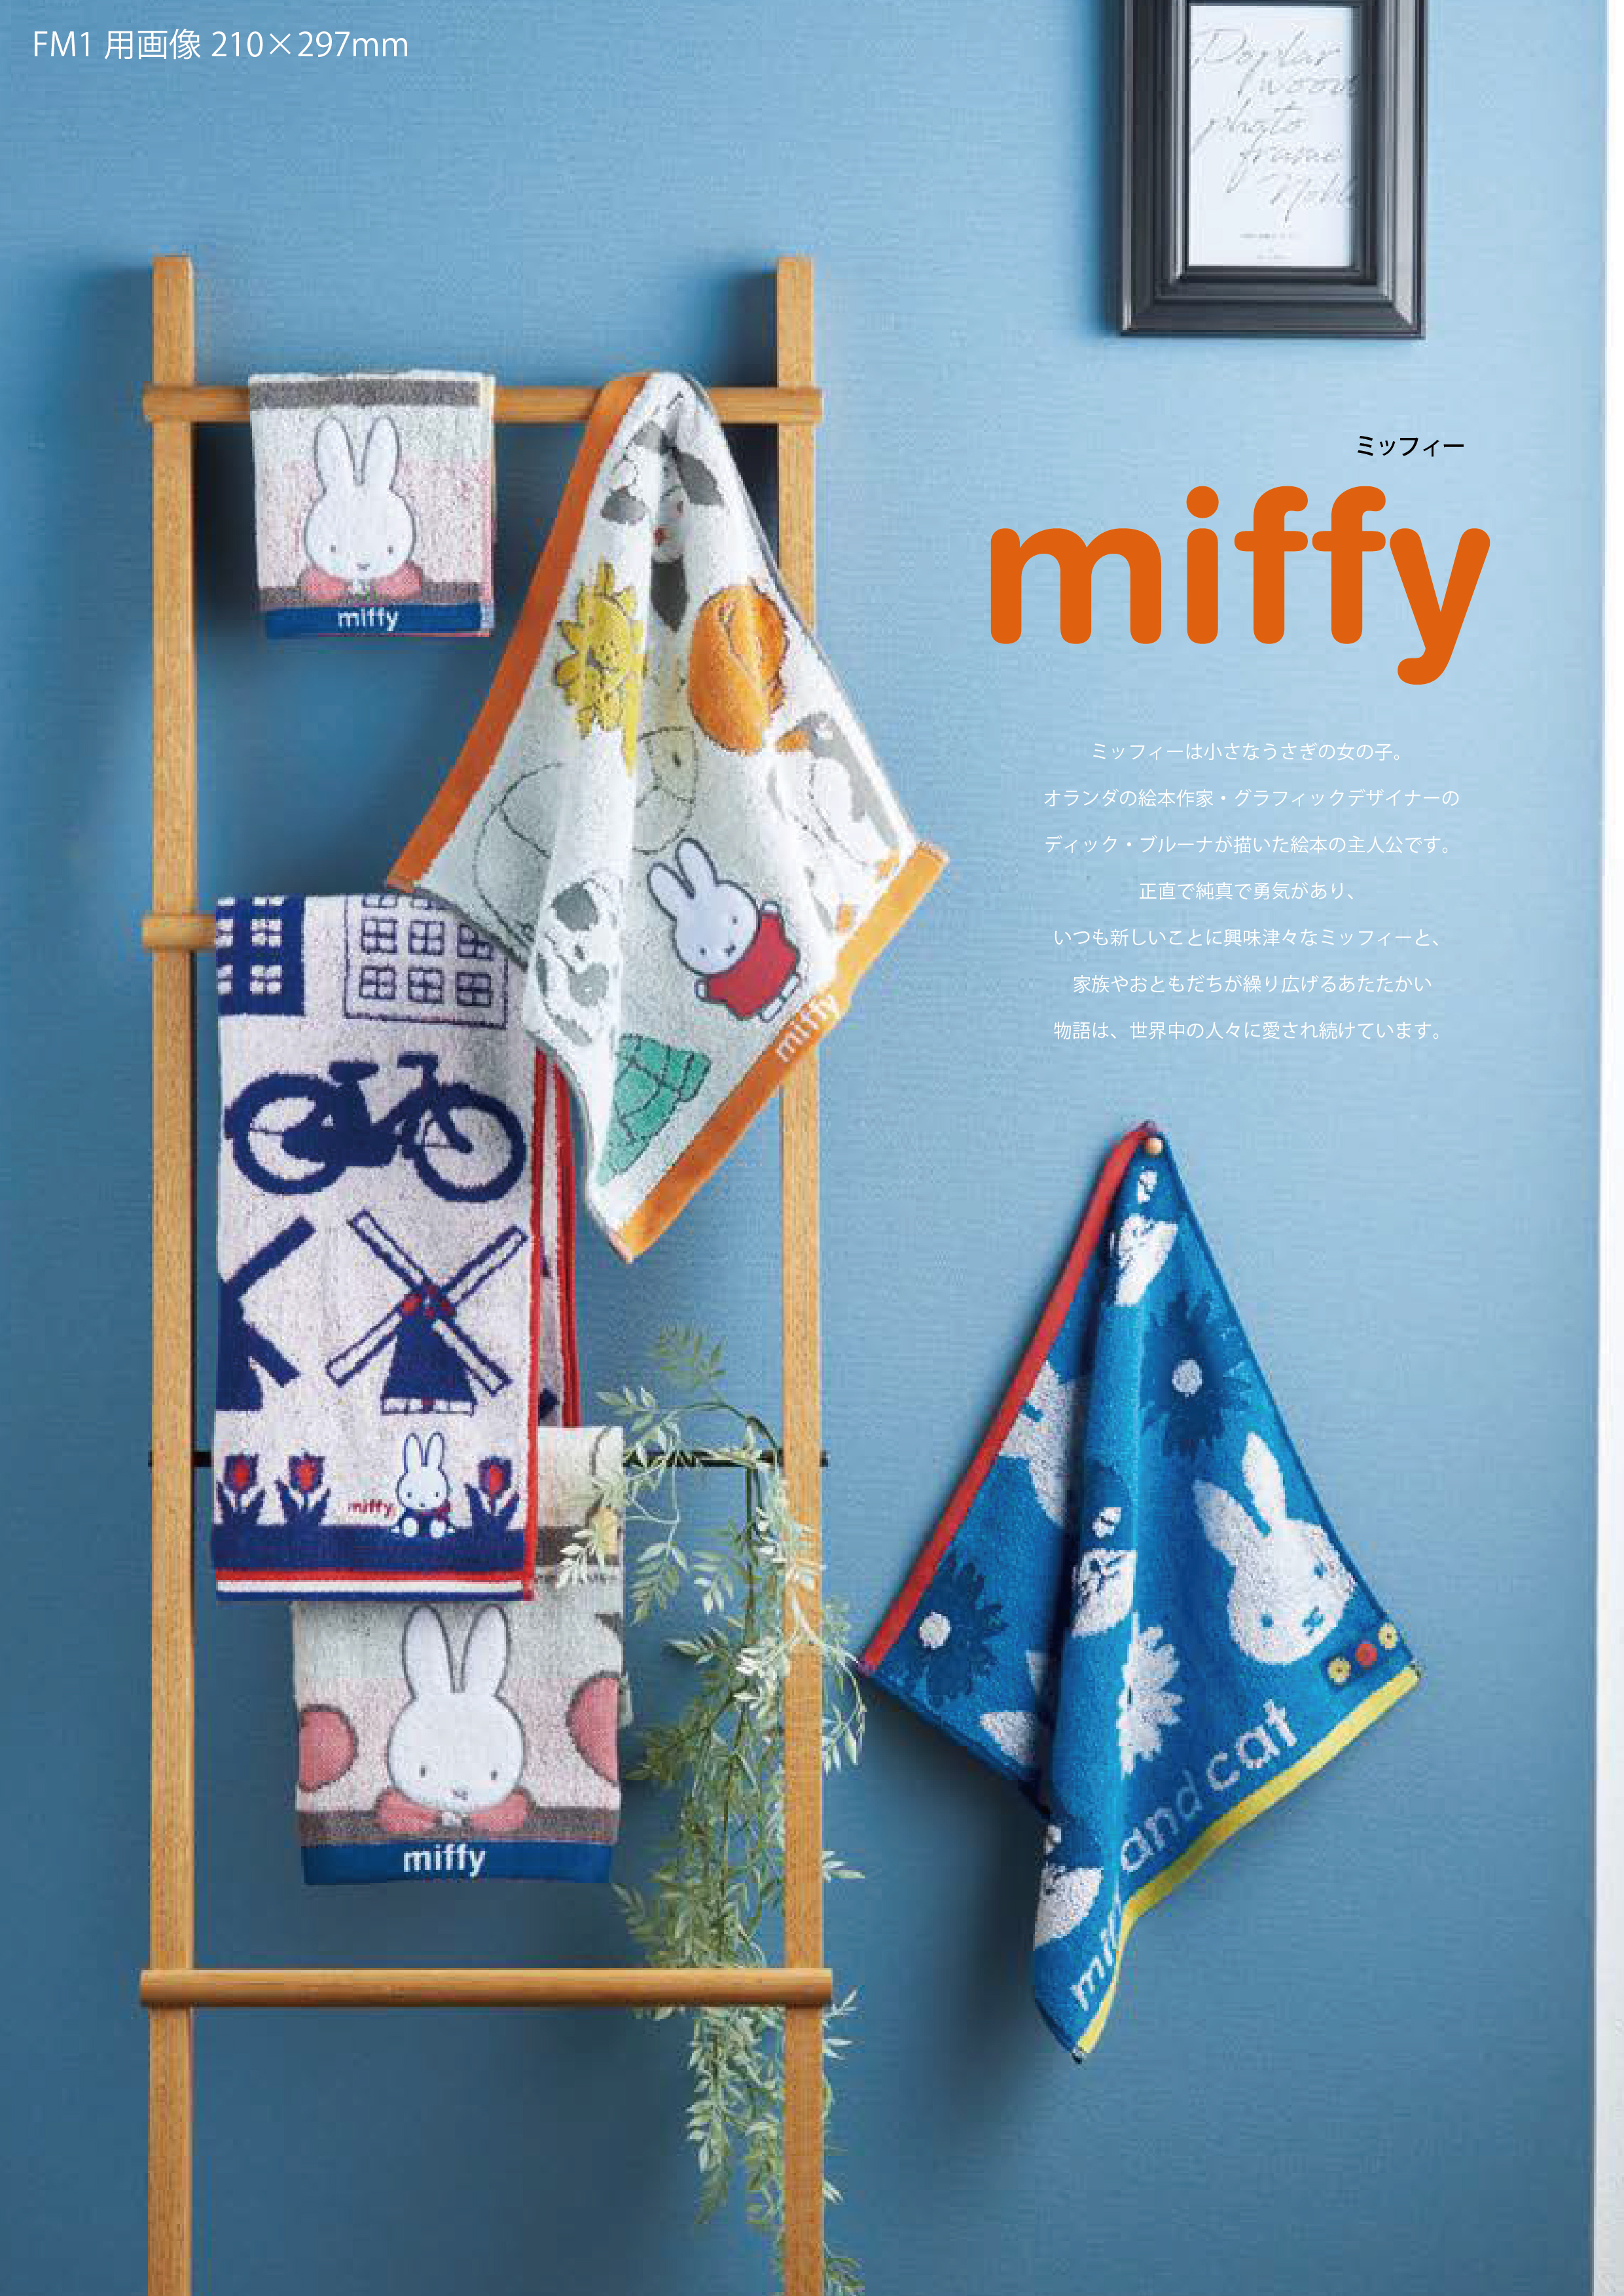 FM1 用画像 210×297mm
Poplar
wood
photo
frame
ミッフィー
miffy
ミッフィーは小さなうさぎの女の子。
オランダの絵本作家・グラフィックデザイナーの
ディック・ブルーナが描いた絵本の主人公です。
正直で純真で勇気があり、
いつも新しいことに興味津々なミッフィーと、
家族やおともだちが繰り広げるあたたかい
物語は、世界中の人々に愛され続けています。
miffy
miffy
miffy
miffy
and cat